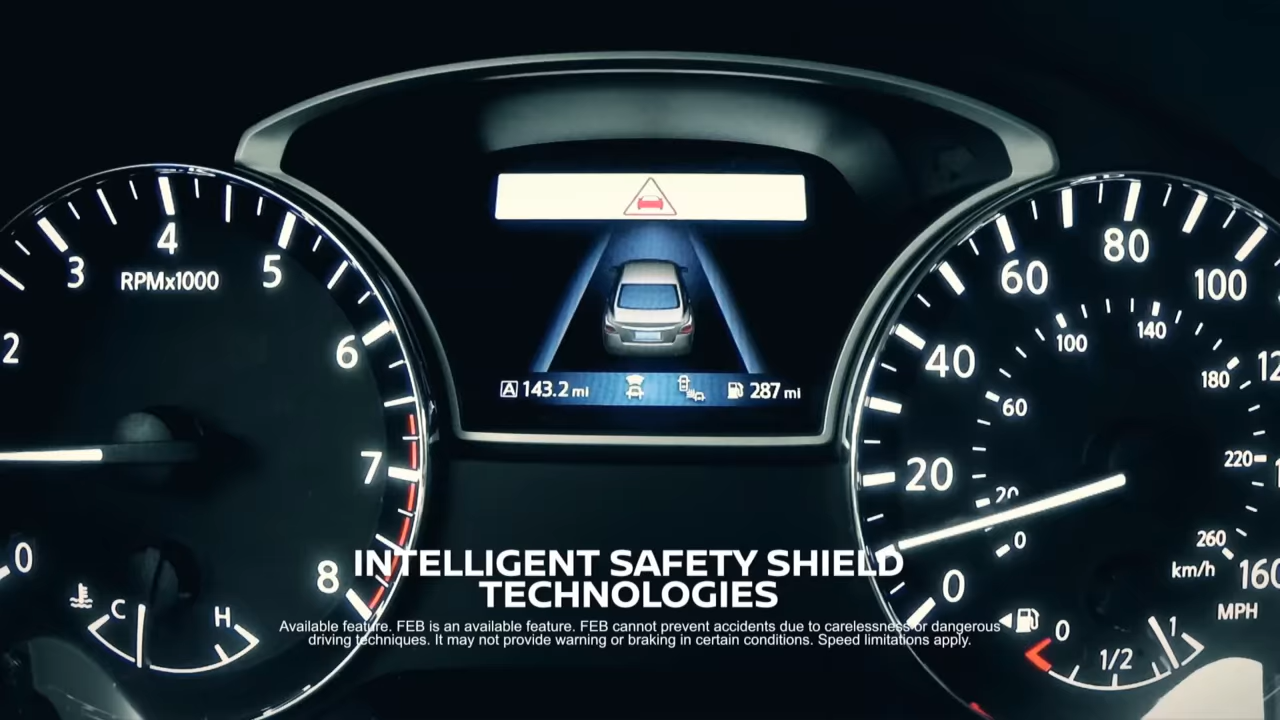 3
4
5
RPMx1000
2
6
7
0
8
C
H
A 143.2 mi
287 mi
80
60
100
40
20
0
140
100
180
60
220
20
0
260
km/h
160
MPH
0
1/2
1
INTELLIGENT SAFETY SHIELD
TECHNOLOGIES
Available feature. FEB is an available feature. FEB cannot prevent accidents due to carelessness or dangerous
driving techniques. It may not provide warning or braking in certain conditions. Speed limitations apply.